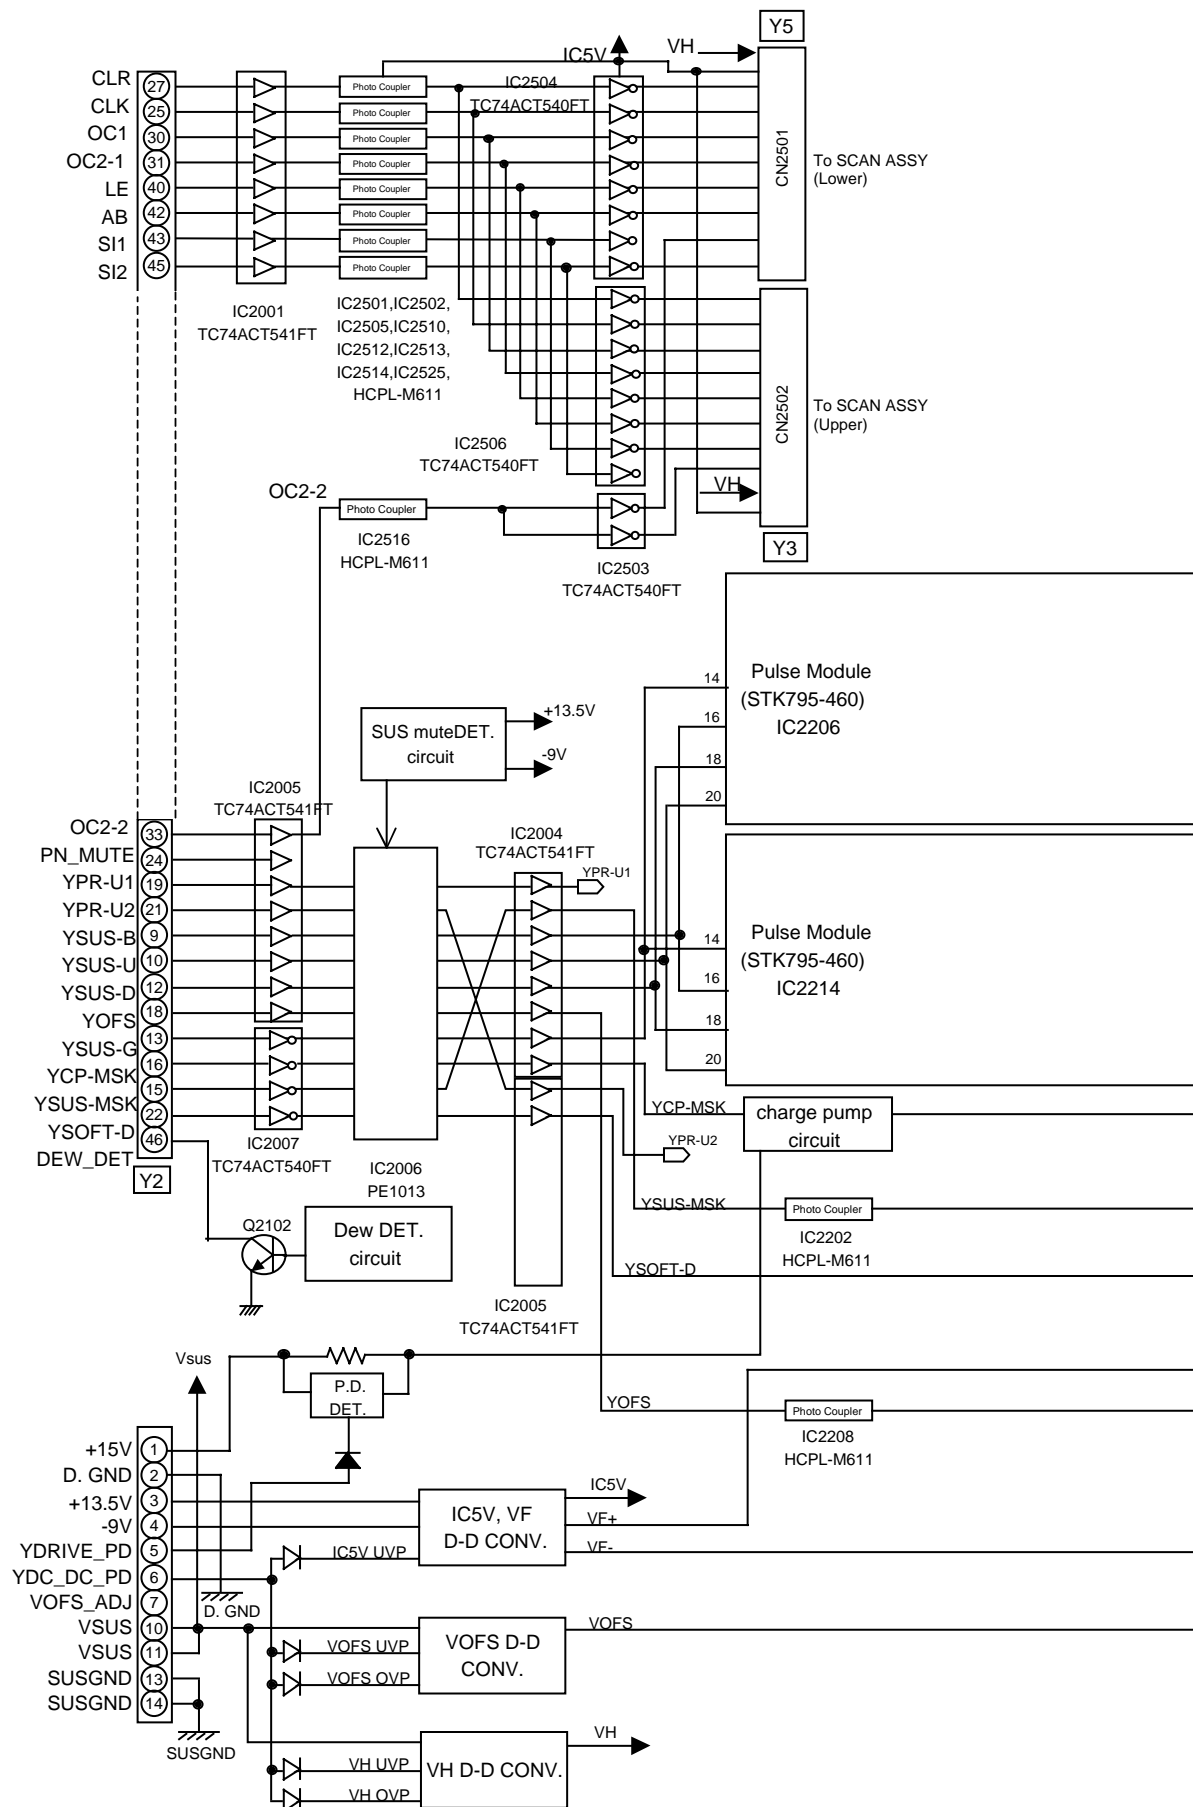 Y5
VH
IC5V
CLR
27
Photo Coupler
IC2504
TC74ACT540FT
CLK
25
Photo Coupler
OC1
30
Photo Coupler
OC2-1
31
Photo Coupler
LE
40
Photo Coupler
AB
42
Photo Coupler
SI1
43
Photo Coupler
SI2
45
Photo Coupler
CN2501
To SCAN ASSY
(Lower)
IC2001
TC74ACT541FT
IC2501,IC2502,
IC2505,IC2510,
IC2512,IC2513,
IC2514,IC2525,
HCPL-M611
CN2502
To SCAN ASSY
(Upper)
IC2506
TC74ACT540FT
VH
OC2-2
Photo Coupler
IC2516
HCPL-M611
Y3
IC2503
TC74ACT540FT
14
16
18
20
Pulse Module
(STK795-460)
IC2206
SUS muteDET.
circuit
+13.5V
-9V
IC2005
TC74ACT541FT
IC2004
TC74ACT541FT
YPR-U1
OC2-2
33
PN_MUTE
24
YPR-U1
19
YPR-U2
21
YSUS-B
9
YSUS-U
10
YSUS-D
12
YOFS
18
YSUS-G
13
YCP-MSK
16
YSUS-MSK
15
YSOFT-D
22
DEW_DET
46
Y2
14
16
18
20
Pulse Module
(STK795-460)
IC2214
IC2007
TC74ACT540FT
IC2006
PE1013
YCP-MSK
charge pump
circuit
YPR-U2
YSUS-MSK
Photo Coupler
IC2202
HCPL-M611
Q2102
Dew DET.
circuit
YSOFT-D
IC2005
TC74ACT541FT
Vsus
P.D.
DET.
YOFS
Photo Coupler
IC2208
HCPL-M611
+15V
1
D. GND
2
+13.5V
3
-9V
4
YDRIVE_PD
5
YDC_DC_PD
6
VOFS_ADJ
7
VSUS
10
VSUS
11
SUSGND
13
SUSGND
14
IC5V, VF
D-D CONV.
IC5V
VF+
VF-
IC5V UVP
D. GND
VOFS UVP
VOFS OVP
VOFS D-D
CONV.
VOFS
SUSGND
VH UVP
VH OVP
VH D-D CONV.
VH